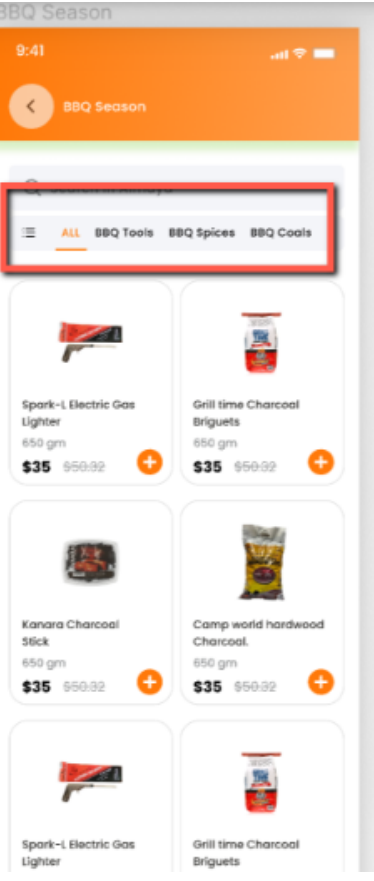 BBQ Season
9:41
BBQ Season
ALL BBQ Tools BBQ Spices BBQ Coals
Spark-L Electric Gas
Lighter
650 gm
$35 $50.32
Grill time Charcoal
Briguets
650 gm
$35 $50.32
Kanara Charcoal
Stick
650 gm
$35 $50.32
Camp world hardwood
Charcoal.
650 gm
$35 $50.32
Spark-L Electric Gas
Lighter
Grill time Charcoal
Briguets